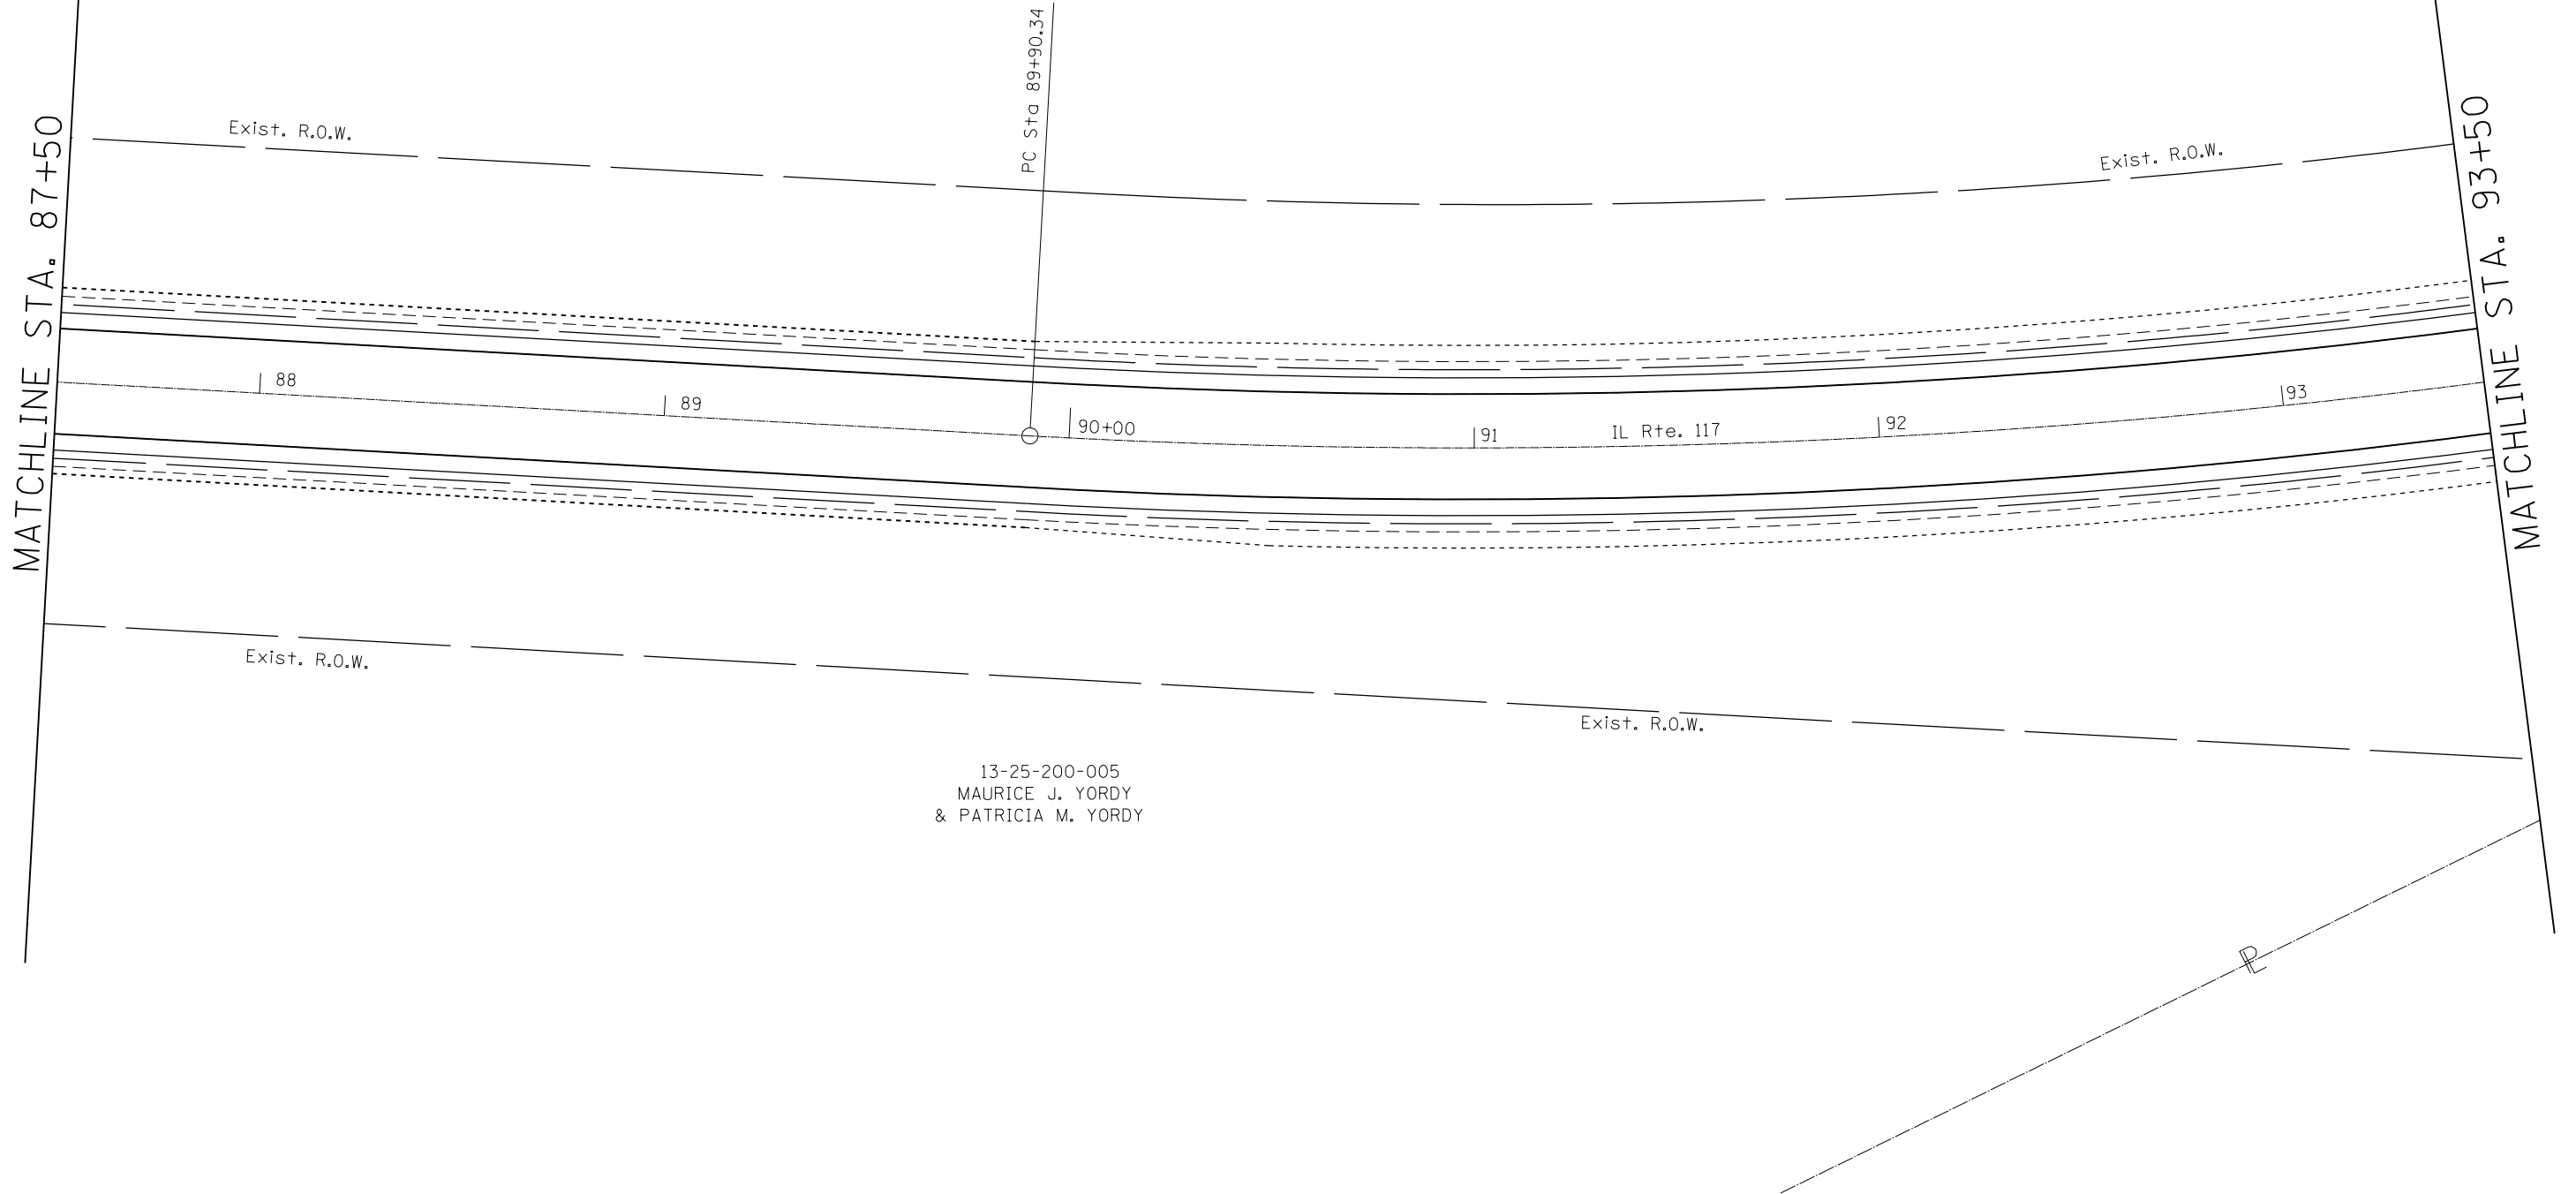 MATCHLINE STA. 87+50
Exist. R.O.W.
PC Sta 89+90.34
Exist. R.O.W.
MATCHLINE STA. 93+50
88
89
90+00
91
IL Rte. 117
92
93
Exist. R.O.W.
Exist. R.O.W.
13-25-200-005
MAURICE J. YORDY
& PATRICIA M. YORDY
PL